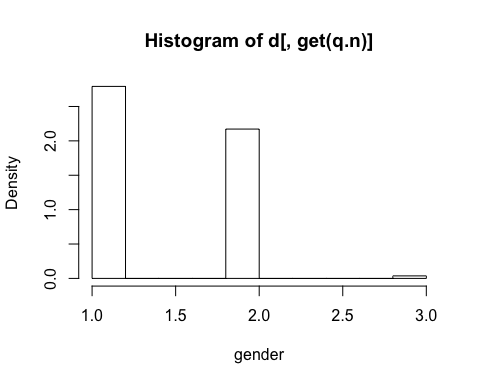 Histogram of d[, get(q.n)]
Density
2.0
1.0
0.0
1.0 1.5 2.0 2.5 3.0
gender